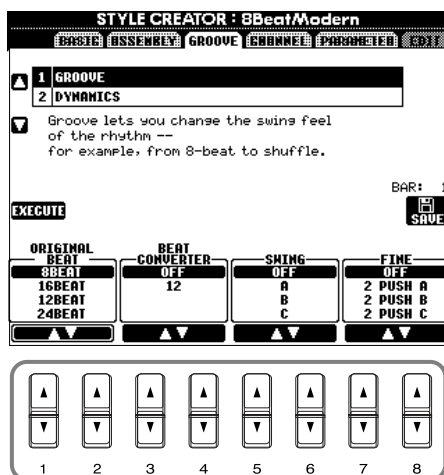 STYLE CREATOR : 8BeatModern
BASIC ASSEMBLY GROOVE CHANNEL PARAMETER EDIT
1 GROOVE
2 DYNAMICS
Groove lets you change the swing feel
of the rhythm --
for example, from 8-beat to shuffle.
BAR: 1
EXECUTE
SAVE
ORIGINAL BEAT
BEAT CONVERTER
SWING
FINE
8BEAT OFF OFF OFF
16BEAT 12 A 2 PUSH A
12BEAT B 2 PUSH B
24BEAT C 2 PUSH C
1 2 3 4 5 6 7 8